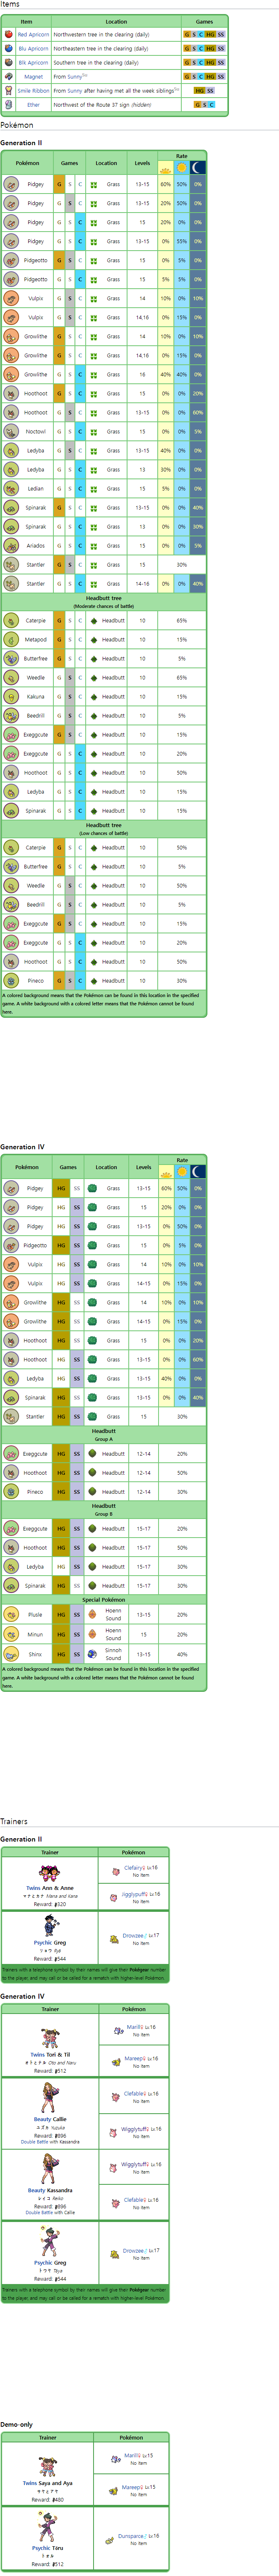 Items
Item Location Games
Red Apricorn Northwestern tree in the clearing (daily) G S C HG SS
Blu Apricorn Northeastern tree in the clearing (daily) G S C HG SS
Blk Apricorn Southern tree in the clearing (daily) G S C HG SS
Magnet From Sunny G S C HG SS
Smile Ribbon From Sunny after having met all the week siblings HG SS
Ether Northwest of the Route 37 sign (hidden) G S C
Pokémon
Generation II
Pokémon Games Location Levels Rate
Pidgey G S C Grass 13-15 60% 50% 0%
Pidgey G S C Grass 13-15 20% 50% 0%
Pidgey G S C Grass 15 20% 0% 0%
Pidgey G S C Grass 13-15 0% 55% 0%
Pidgeotto G S C Grass 15 0% 5% 0%
Pidgeotto G S C Grass 15 5% 5% 0%
Vulpix G S C Grass 14 10% 0% 10%
Vulpix G S C Grass 14,16 0% 15% 0%
Growlithe G S C Grass 14 10% 0% 10%
Growlithe G S C Grass 14,16 0% 15% 0%
Growlithe G S C Grass 16 40% 40% 0%
Hoothoot G S C Grass 15 0% 0% 20%
Hoothoot G S C Grass 13-15 0% 0% 60%
Noctowl G S C Grass 15 0% 0% 5%
Ledyba G S C Grass 13-15 40% 0% 0%
Ledyba G S C Grass 13 30% 0% 0%
Ledian G S C Grass 15 5% 0% 0%
Spinarak G S C Grass 13-15 0% 0% 40%
Spinarak G S C Grass 13 0% 0% 30%
Ariados G S C Grass 15 0% 0% 5%
Stantler G S C Grass 15 30%
Stantler G S C Grass 14-16 0% 0% 40%
Headbutt tree
(Moderate chances of battle)
Caterpie G S C Headbutt 10 65%
Metapod G S C Headbutt 10 15%
Butterfree G S C Headbutt 10 5%
Weedle G S C Headbutt 10 65%
Kakuna G S C Headbutt 10 15%
Beedrill G S C Headbutt 10 5%
Exeggcute G S C Headbutt 10 15%
Exeggcute G S C Headbutt 10 20%
Hoothoot G S C Headbutt 10 50%
Ledyba G S C Headbutt 10 15%
Spinarak G S C Headbutt 10 15%
Headbutt tree
(Low chances of battle)
Caterpie G S C Headbutt 10 50%
Butterfree G S C Headbutt 10 5%
Weedle G S C Headbutt 10 50%
Beedrill G S C Headbutt 10 5%
Exeggcute G S C Headbutt 10 15%
Exeggcute G S C Headbutt 10 20%
Hoothoot G S C Headbutt 10 50%
Pineco G S C Headbutt 10 30%
A colored background means that the Pokémon can be found in this location in the specified
game. A white background with a colored letter means that the Pokémon cannot be found
here.
Generation IV
Pokémon Games Location Levels Rate
Pidgey HG SS Grass 13-15 60% 50% 0%
Pidgey HG SS Grass 15 20% 0% 0%
Pidgey HG SS Grass 13-15 0% 50% 0%
Pidgeotto HG SS Grass 15 0% 5% 0%
Vulpix HG SS Grass 14 10% 0% 10%
Vulpix HG SS Grass 14-15 0% 15% 0%
Growlithe HG SS Grass 14 10% 0% 10%
Growlithe HG SS Grass 14-15 0% 15% 0%
Hoothoot HG SS Grass 15 0% 0% 20%
Hoothoot HG SS Grass 13-15 0% 0% 60%
Ledyba HG SS Grass 13-15 40% 0% 0%
Spinarak HG SS Grass 13-15 0% 0% 40%
Stantler HG SS Grass 15 30%
Headbutt
Group A
Exeggcute HG SS Headbutt 12-14 20%
Hoothoot HG SS Headbutt 12-14 50%
Pineco HG SS Headbutt 12-14 30%
Headbutt
Group B
Exeggcute HG SS Headbutt 15-17 20%
Hoothoot HG SS Headbutt 15-17 50%
Ledyba HG SS Headbutt 15-17 30%
Spinarak HG SS Headbutt 15-17 30%
Special Pokémon
Plusle HG SS Hoenn Sound 13-15 20%
Minun HG SS Hoenn Sound 15 20%
Shinx HG SS Sinnoh Sound 13-15 40%
A colored background means that the Pokémon can be found in this location in the specified
game. A white background with a colored letter means that the Pokémon cannot be found
here.
Trainers
Generation II
Trainer Pokémon
Twins Ann & Anne
マナとカナ Mana and Kana
Reward: 320
Clefairy♀ Lv.16
No item
Jigglypuff♀ Lv.16
No item
Psychic Greg
Reward: 544
Drowzee♂ Lv.17
No item
Trainers with a telephone symbol by their names will give their Pokégear number
to the player, and may call or be called for a rematch with higher-level Pokémon.
Generation IV
Trainer Pokémon
Twins Tori & Til
Reward: 512
Marill♀ Lv.16
No item
Mareep♀ Lv.16
No item
Beauty Callie
ユズカ Yuzuka
Reward: 896
Double Battle with Kassandra
Clefable♀ Lv.16
No item
Wigglytuff♀ Lv.16
No item
Beauty Kassandra
レイコ Reiko
Reward: 896
Double Battle with Callie
Wigglytuff♀ Lv.16
No item
Clefable♀ Lv.16
No item
Psychic Greg
Reward: 544
Drowzee♂ Lv.17
No item
Trainers with a telephone symbol by their names will give their Pokégear number
to the player, and may call or be called for a rematch with higher-level Pokémon.
Demo-only
Trainer Pokémon
Twins Saya and Aya
サヤとアヤ
Reward: 480
Marill♀ Lv.15
No item
Mareep♀ Lv.15
No item
Psychic Tōru
トオル
Reward: 512
Dunsparce♂ Lv.16
No item